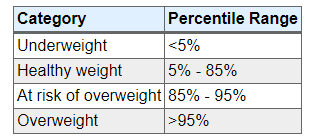 Category Percentile Range
Underweight <5%
Healthy weight 5% - 85%
At risk of overweight 85% - 95%
Overweight >95%